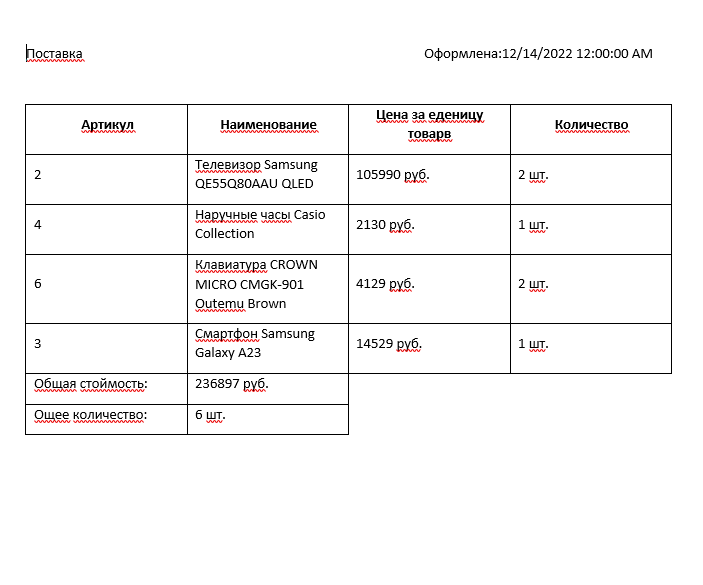 Поставка Оформлена:12/14/2022 12:00:00 AM
Артикул Наименование Цена за еденицу товарв Количество
2 Телевизор Samsung QE55Q80AAU QLED 105990 руб. 2 шт.
4 Наручные часы Casio Collection 2130 руб. 1 шт.
6 Клавиатура CROWN MICRO CMGK-901 Outemu Brown 4129 руб. 2 шт.
3 Смартфон Samsung Galaxy A23 14529 руб. 1 шт.
Общая стоймость: 236897 руб.
Ощее количество: 6 шт.